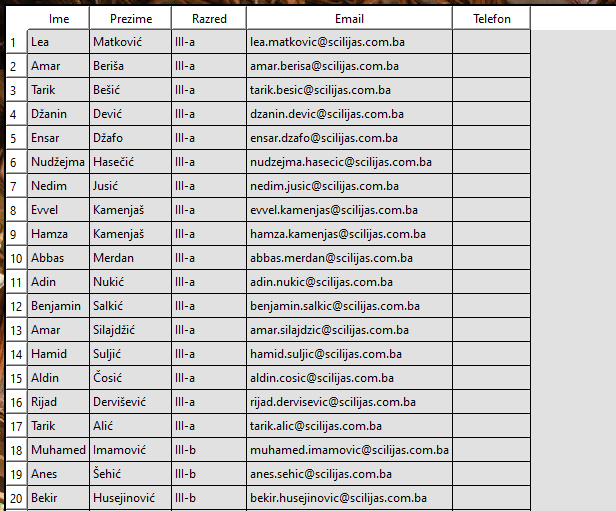 Ime Prezime Razred Email Telefon
1 Lea Matković III-a lea.matkovic@scilijas.com.ba
2 Amar Beriša III-a amar.berisa@scilijas.com.ba
3 Tarik Bešić III-a tarik.besic@scilijas.com.ba
4 Džanin Dević III-a dzanin.devic@scilijas.com.ba
5 Ensar Džafo III-a ensar.dzafo@scilijas.com.ba
6 Nudžejma Hasečić III-a nudzejma.hasecic@scilijas.com.ba
7 Nedim Jusić III-a nedim.jusic@scilijas.com.ba
8 Evvel Kamenjaš III-a evvel.kamenjas@scilijas.com.ba
9 Hamza Kamenjaš III-a hamza.kamenjas@scilijas.com.ba
10 Abbas Merdan III-a abbas.merdan@scilijas.com.ba
11 Adin Nukić III-a adin.nukic@scilijas.com.ba
12 Benjamin Salkić III-a benjamin.salkic@scilijas.com.ba
13 Amar Silajdžić III-a amar.silajdzic@scilijas.com.ba
14 Hamid Suljić III-a hamid.suljic@scilijas.com.ba
15 Aldin Čosić III-a aldin.cosic@scilijas.com.ba
16 Rijad Dervišević III-a rijad.dervisevic@scilijas.com.ba
17 Tarik Alić III-a tarik.alic@scilijas.com.ba
18 Muhamed Imamović III-b muhamed.imamovic@scilijas.com.ba
19 Anes Šehić III-b anes.sehic@scilijas.com.ba
20 Bekir Husejinović III-b bekir.husejinovic@scilijas.com.ba